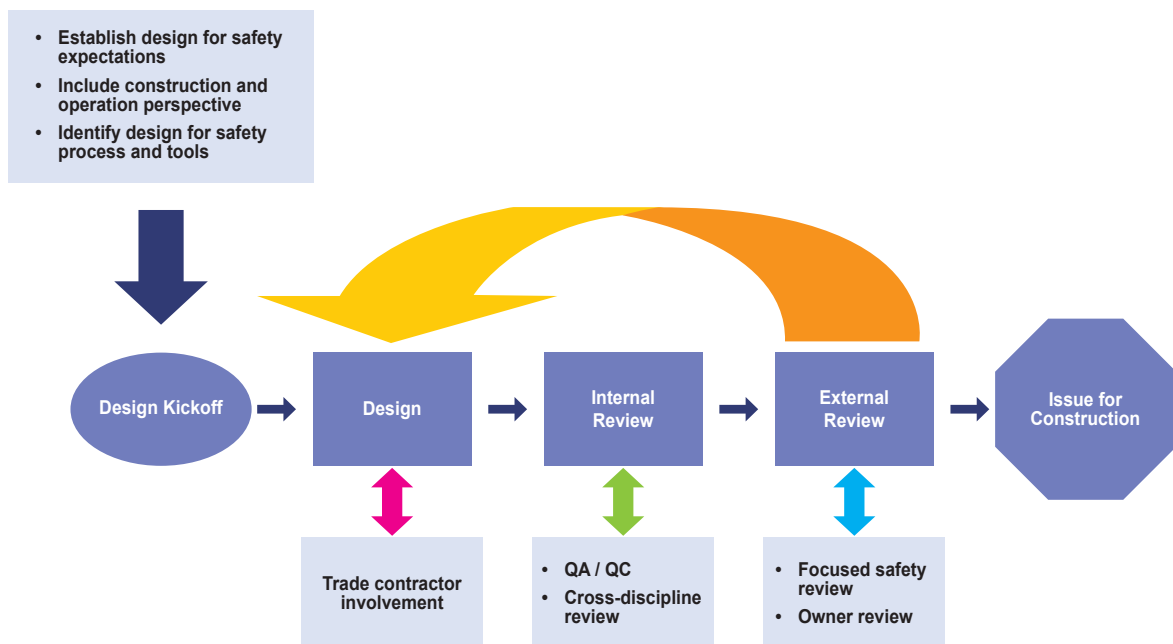 • Establish design for safety
expectations
• Include construction and
operation perspective
• Identify design for safety
process and tools
Design Kickoff
Design
Internal
Review
External
Review
Issue for
Construction
Trade contractor
involvement
• QA / QC
• Cross-discipline
review
• Focused safety
review
• Owner review